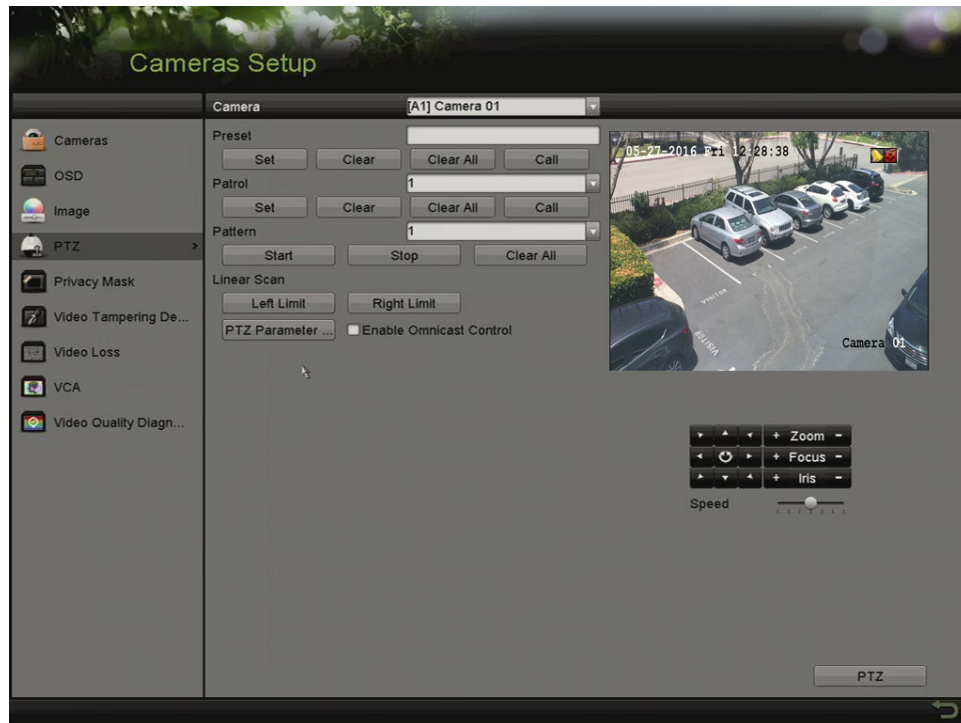 Cameras Setup
Camera [A1] Camera 01
Cameras
OSD
Image
PTZ
Privacy Mask
Video Tampering De...
Video Loss
VCA
Video Quality Diagn...
Preset
Set Clear Clear All Call
Patrol 1
Set Clear Clear All Call
Pattern 1
Start Stop Clear All
Linear Scan
Left Limit Right Limit
PTZ Parameter ... Enable Omnicast Control
05-27-2016 Fri 12:28:38
VISITOR
VISITOR
Camera 01
+ Zoom -
+ Focus -
+ Iris -
Speed
PTZ